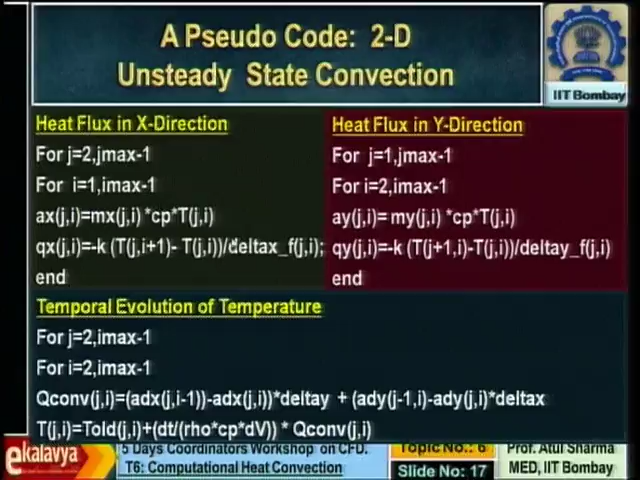 A Pseudo Code: 2-D
Unsteady State Convection
IIT Bombay
Heat Flux in X-Direction
For j=2,jmax-1
For i=1,imax-1
ax(j,i)=mx(j,i) *cp*T(j,i)
qx(j,i)=-k (T(j,i+1)- T(j,i))/deltax_f(j,i);
end
Heat Flux in Y-Direction
For j=1,jmax-1
For i=2,imax-1
ay(j,i)= my(j,i) *cp*T(j,i)
qy(j,i)=-k (T(j+1,i)-T(j,i))/deltay_f(j,i)
end
Temporal Evolution of Temperature
For j=2,imax-1
For i=2,imax-1
Qconv(j,i)=(adx(j,i-1))-adx(j,i))*deltay + (ady(j-1,i)-ady(j,i)*deltax
T(j,i)=Told(j,i)+(dt/(rho*cp*dV)) * Qconv(j,i)
ekalavya
5 Days Coordinators Workshop on CFD.
T6: Computational Heat Convection
Topic No.: 6
Slide No: 17
Prof. Atul Sharma
MED, IIT Bombay